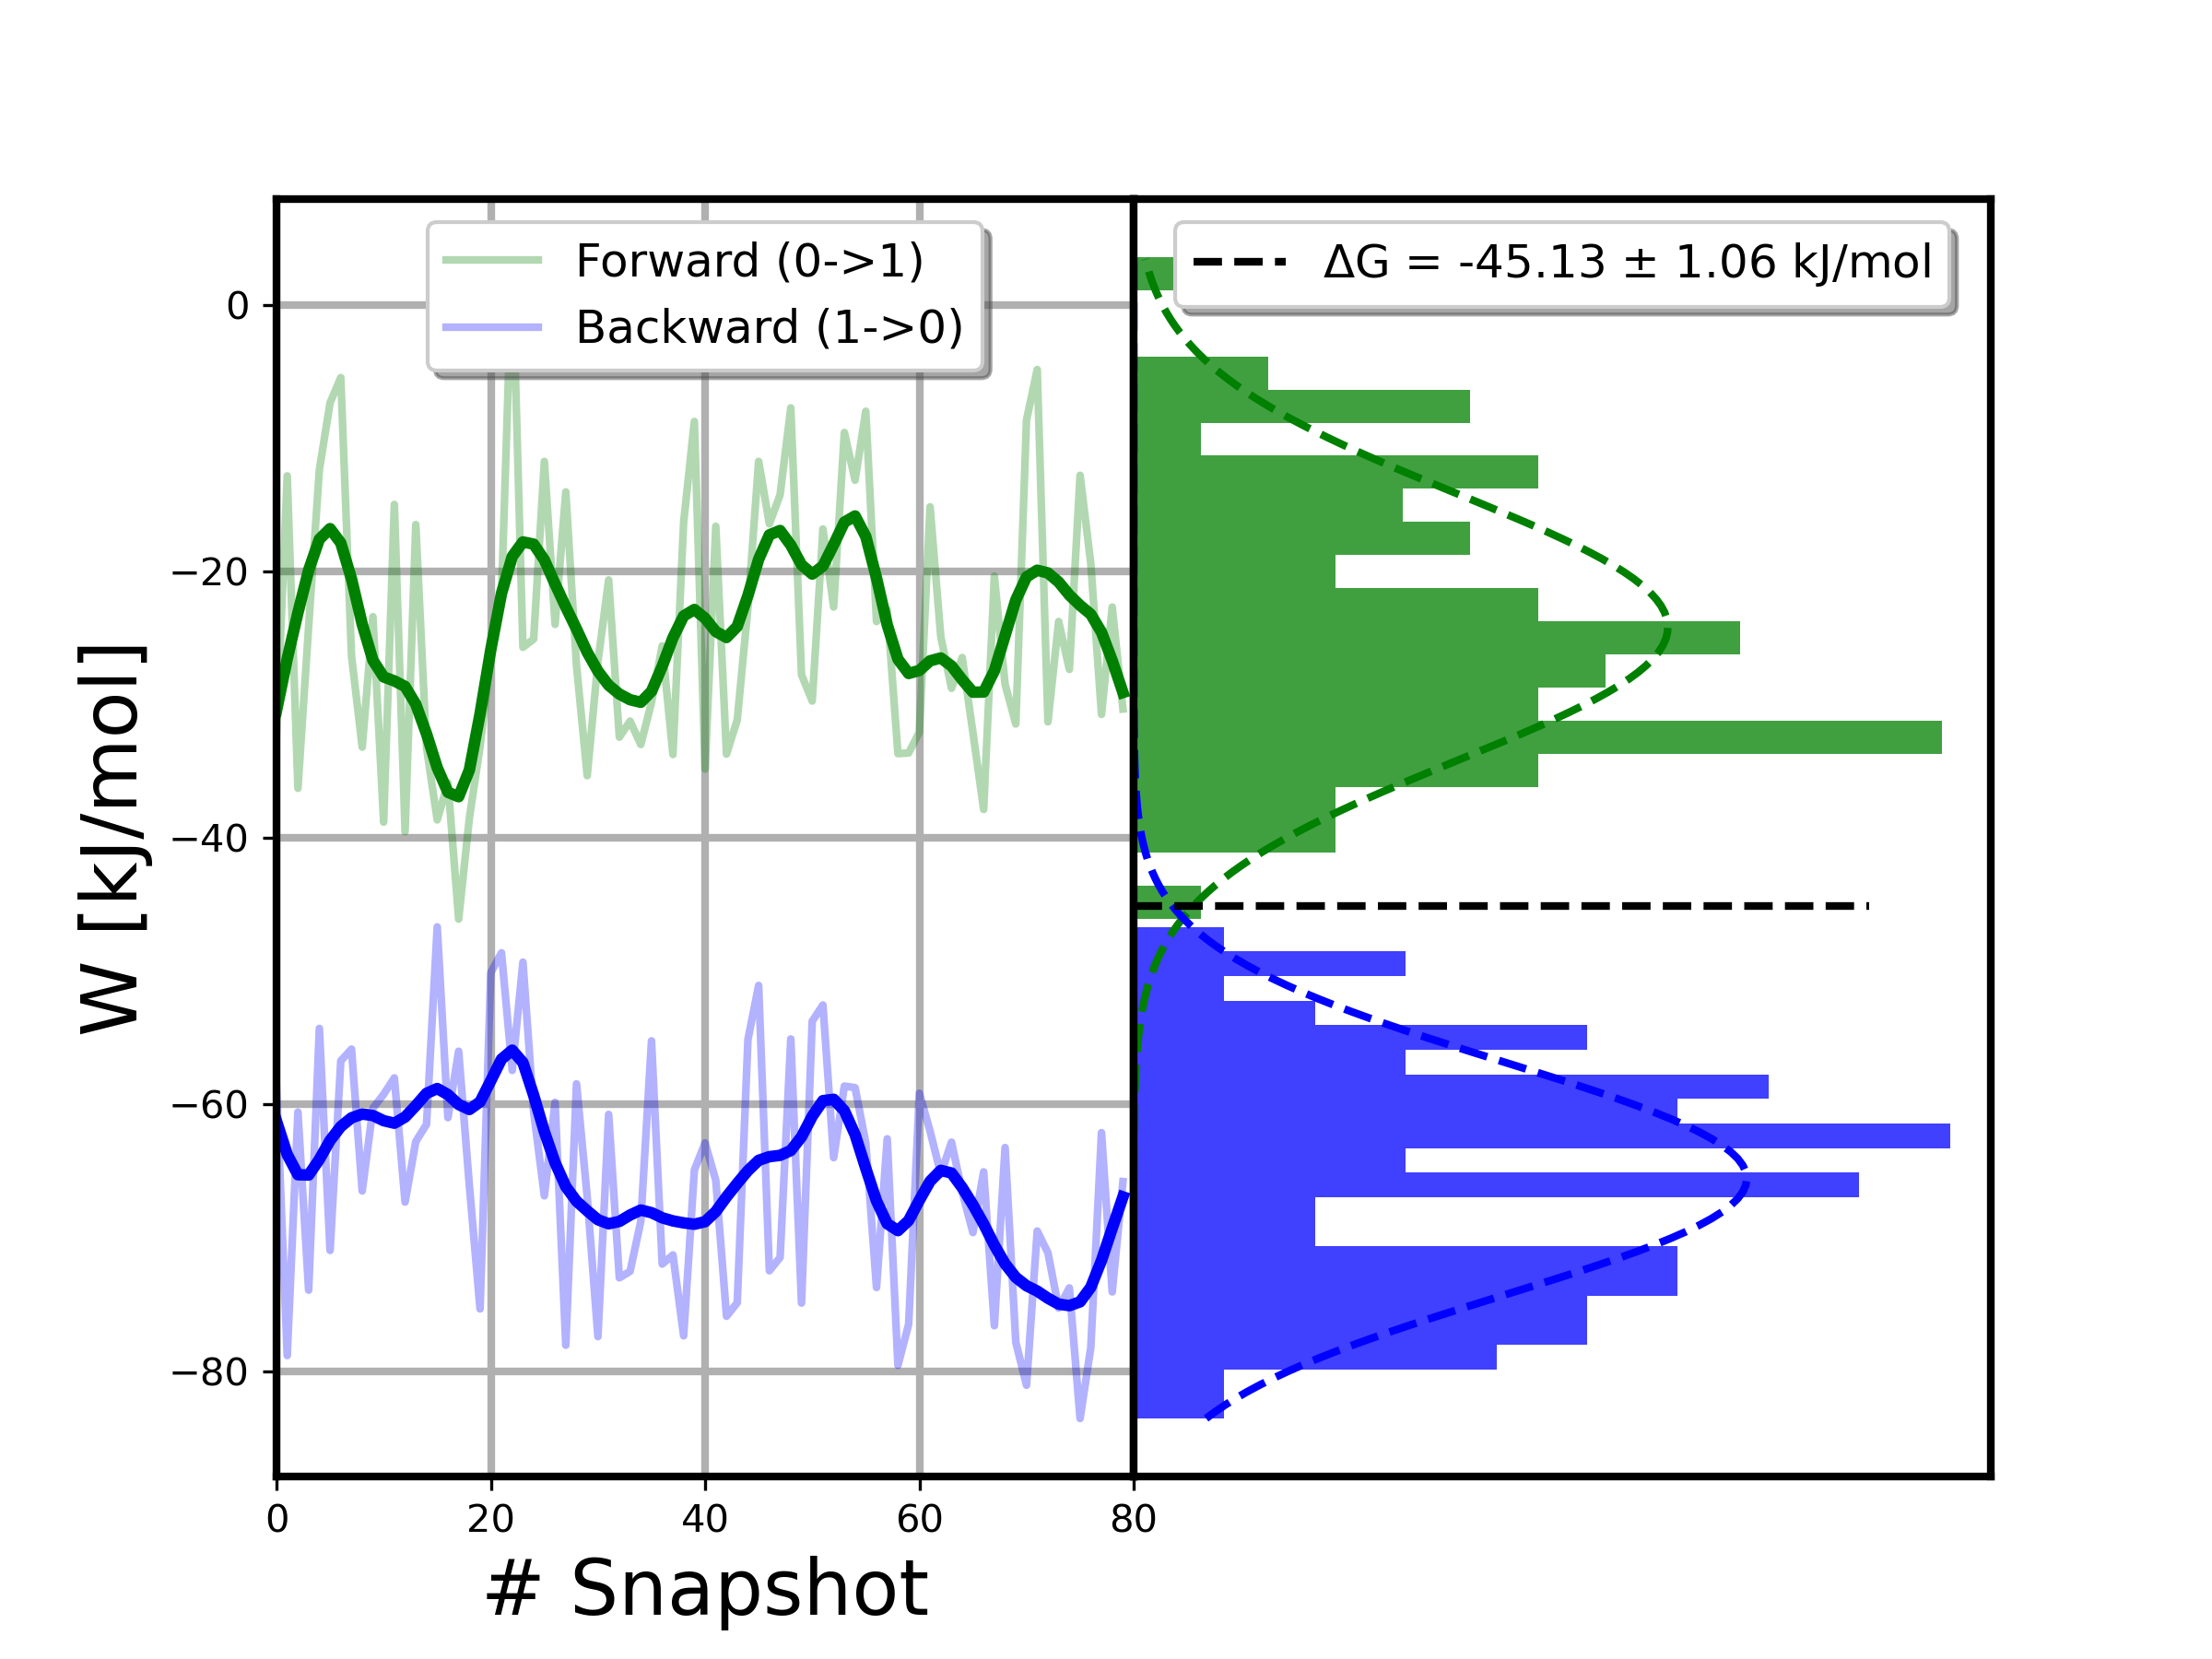 Forward (0->1)
Backward (1->0)
ΔG = -45.13 ± 1.06 kJ/mol
W [kJ/mol]
0
−20
−40
−60
−80
0 20 40 60 80
# Snapshot